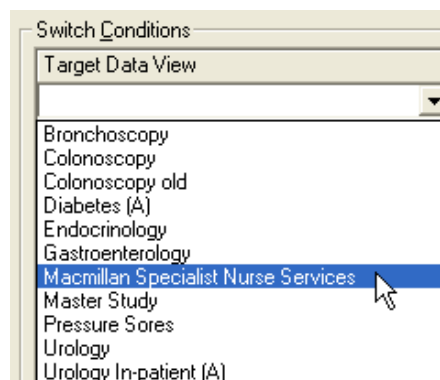 Switch Conditions
Target Data View
Bronchoscopy
Colonoscopy
Colonoscopy old
Diabetes (A)
Endocrinology
Gastroenterology
Macmillan Specialist Nurse Services
Master Study
Pressure Sores
Urology
Urology In-patient (A)